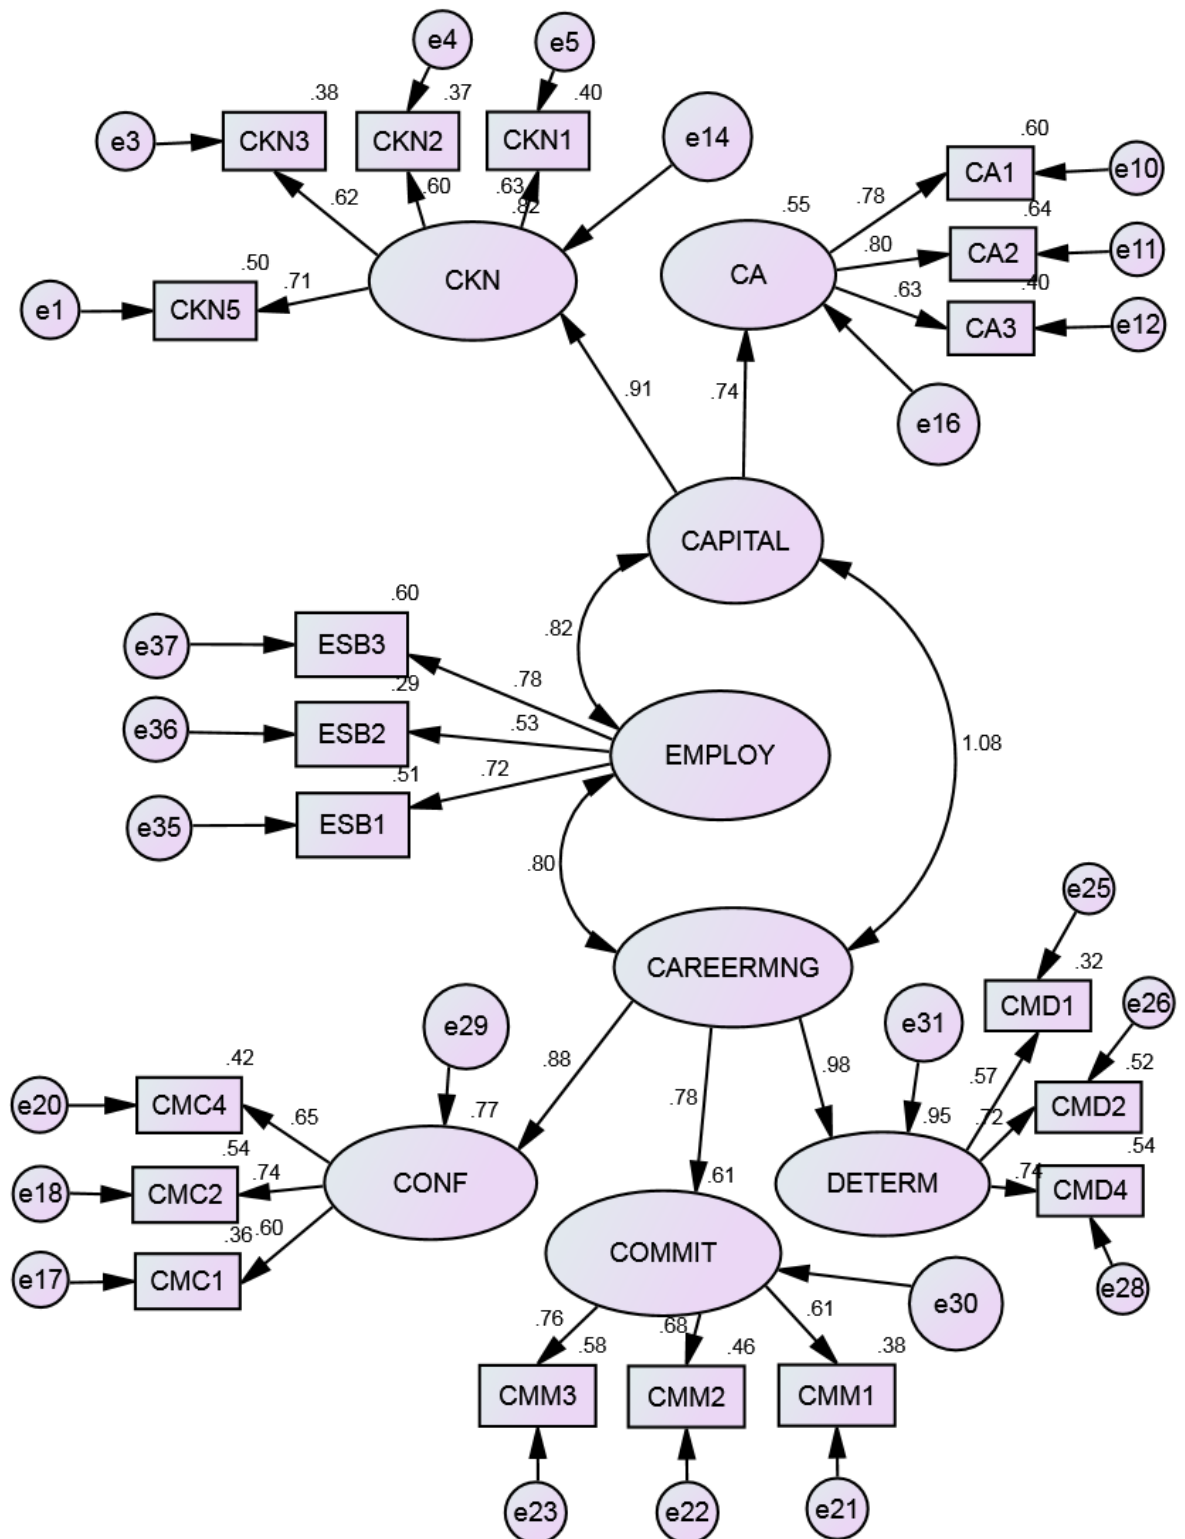 e4
e5
.38
.37
.40
e3
CKN3
CKN2
CKN1
e14
.62
.60
.63
.82
.50
.71
CKN
e1
CKN5
.60
CA1
e10
.55
.78
.64
CA
.80
CA2
e11
.40
.63
CA3
e12
.91
.74
e16
CAPITAL
.60
e37
ESB3
.82
.78
.29
e36
ESB2
.53
EMPLOY
1.08
.51
.72
e35
ESB1
.80
e25
CAREERMNG
.32
e29
e31
CMD1
e26
.42
.88
.98
.57
.52
e20
CMC4
.65
.77
.78
.95
.72
CMD2
.54
.54
e18
CMC2
.74
CONF
.61
DETERM
.74
CMD4
.36
.60
e17
CMC1
COMMIT
e30
e28
.76
.68
.61
.58
.46
.38
CMM3
CMM2
CMM1
e23
e22
e21